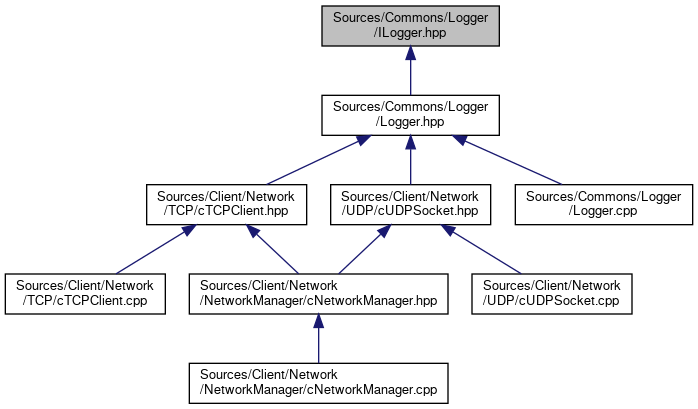 Sources/Commons/Logger
/ILogger.hpp
Sources/Commons/Logger
/Logger.hpp
Sources/Client/Network
/TCP/cTCPClient.hpp
Sources/Client/Network
/UDP/cUDPSocket.hpp
Sources/Commons/Logger
/Logger.cpp
Sources/Client/Network
/TCP/cTCPClient.cpp
Sources/Client/Network
/NetworkManager/cNetworkManager.hpp
Sources/Client/Network
/UDP/cUDPSocket.cpp
Sources/Client/Network
/NetworkManager/cNetworkManager.cpp